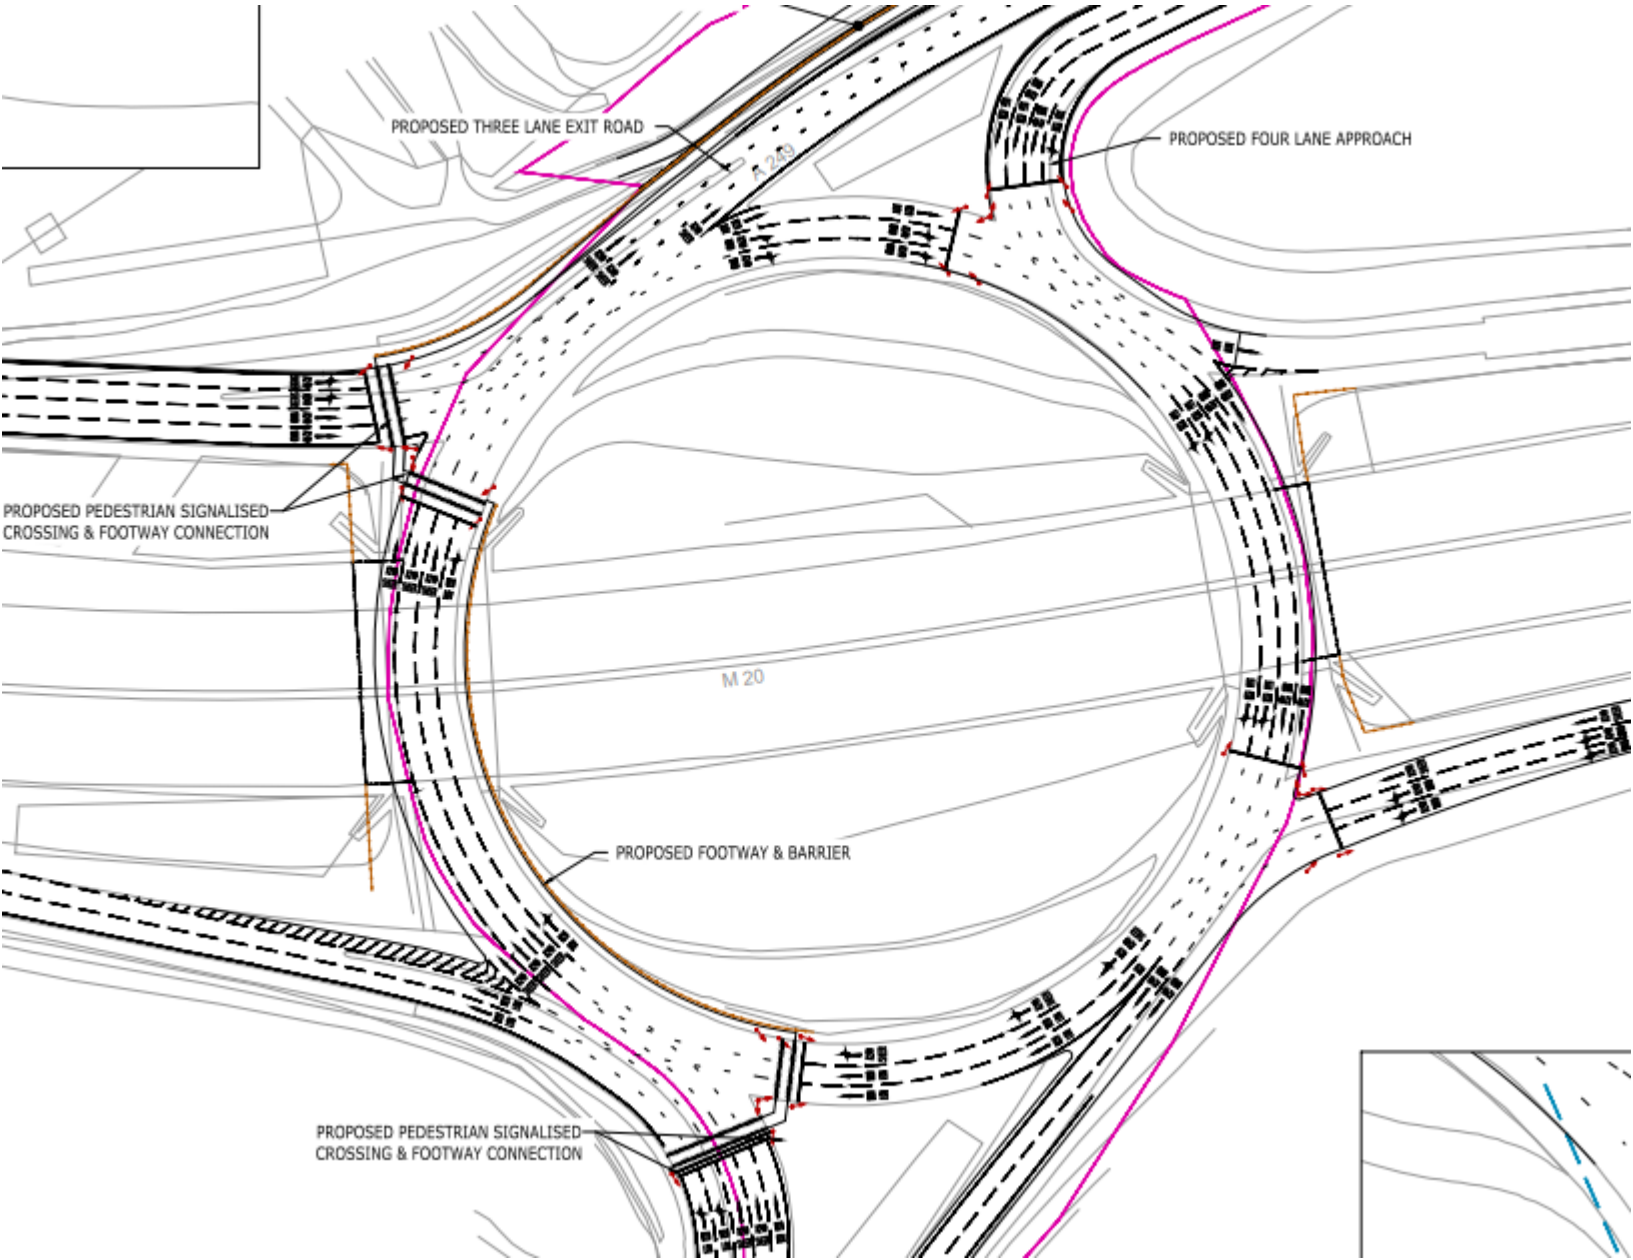 PROPOSED THREE LANE EXIT ROAD
PROPOSED FOUR LANE APPROACH
A 249
PROPOSED PEDESTRIAN SIGNALISED
CROSSING & FOOTWAY CONNECTION
M 20
PROPOSED FOOTWAY & BARRIER
PROPOSED PEDESTRIAN SIGNALISED
CROSSING & FOOTWAY CONNECTION